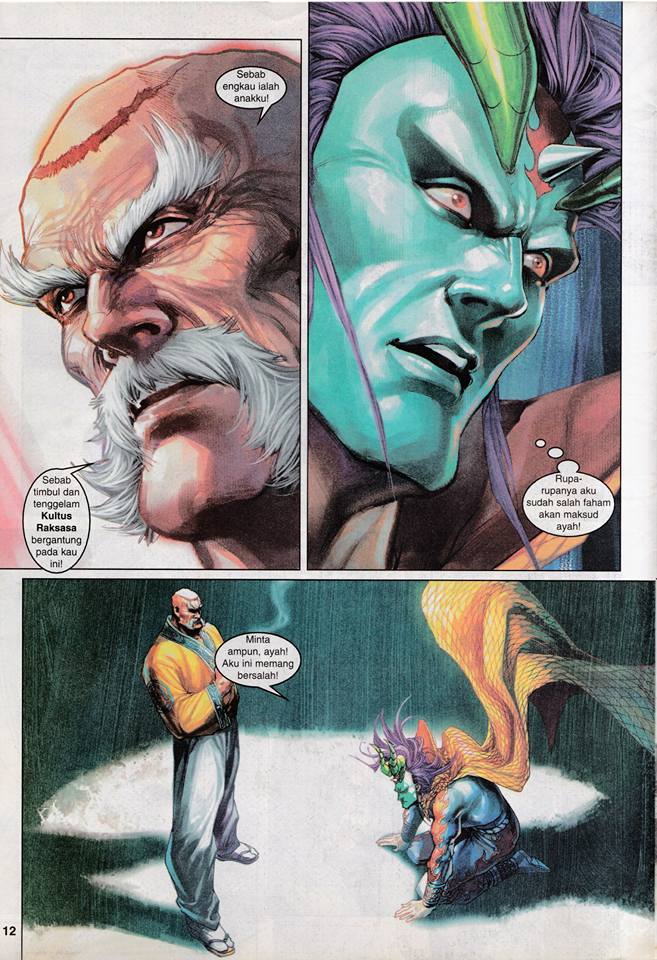 Sebab
engkau ialah
anakku!
Sebab
timbul dan
tenggelam
Kultus
Raksasa
bergantung
pada kau
ini!
Rupa-
rupanya aku
sudah salah faham
akan maksud
ayah!
Minta
ampun, ayah!
Aku ini memang
bersalah!
12